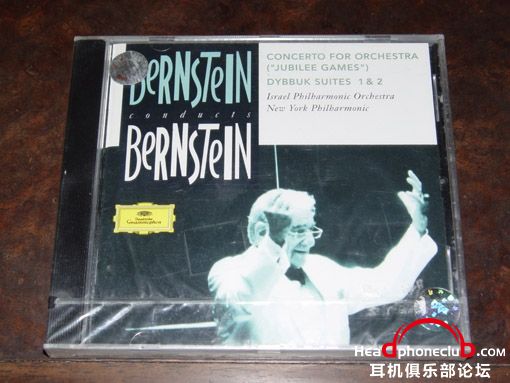 BERNSTEIN
conducts
BERNSTEIN
CONCERTO FOR ORCHESTRA
("JUBILEE GAMES")
DYBBUK SUITES 1 & 2
Israel Philharmonic Orchestra
New York Philharmonic
Deutsche
Grammophon
Headphoneclub.com
耳机俱乐部论坛